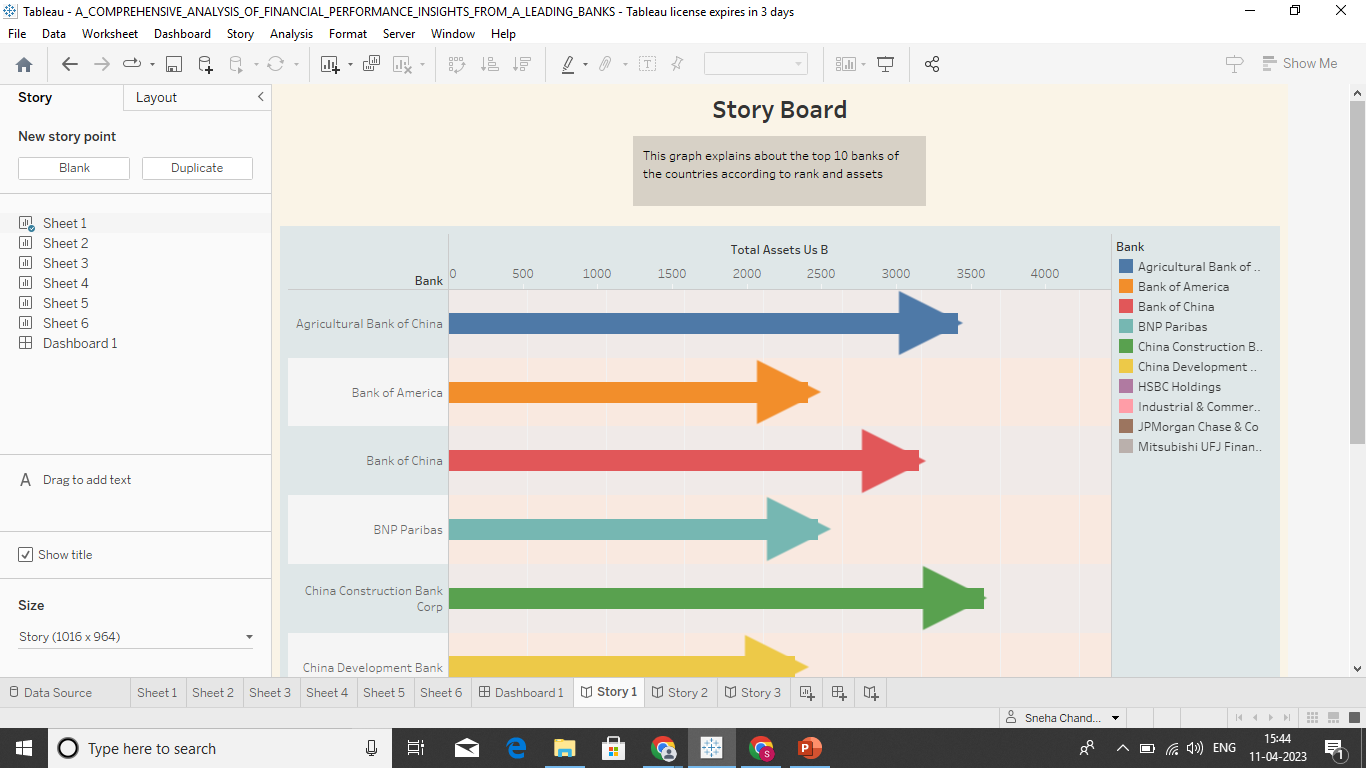 Tableau - A_COMPREHENSIVE_ANALYSIS_OF_FINANCIAL_PERFORMANCE_INSIGHTS_FROM_A_LEADING_BANKS - Tableau license expires in 3 days
File Data Worksheet Dashboard Story Analysis Format Server Window Help
Show Me
Story Layout
New story point
Blank Duplicate
Sheet 1
Sheet 2
Sheet 3
Sheet 4
Sheet 5
Sheet 6
Dashboard 1
A Drag to add text
Show title
Size
Story (1016 x 964)
Story Board
This graph explains about the top 10 banks of
the countries according to rank and assets
Total Assets Us B
Bank
0 500 1000 1500 2000 2500 3000 3500 4000
Agricultural Bank of China
Bank of America
Bank of China
BNP Paribas
China Construction Bank
Corp
China Development Bank
Bank
Agricultural Bank of ..
Bank of America
Bank of China
BNP Paribas
China Construction B..
China Development ..
HSBC Holdings
Industrial & Commer..
JPMorgan Chase & Co
Mitsubishi UFJ Finan..
Data Source Sheet 1 Sheet 2 Sheet 3 Sheet 4 Sheet 5 Sheet 6 Dashboard 1 Story 1 Story 2 Story 3
Sneha Chand...
Type here to search
ENG
15:44
11-04-2023
1